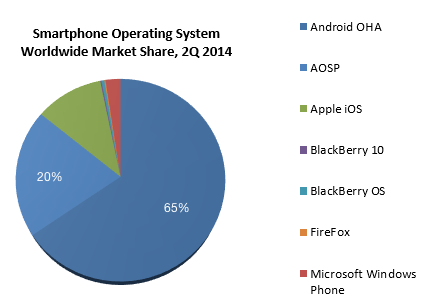 Smartphone Operating System
Worldwide Market Share, 2Q 2014
20%
65%
Android OHA
AOSP
Apple iOS
BlackBerry 10
BlackBerry OS
FireFox
Microsoft Windows
Phone